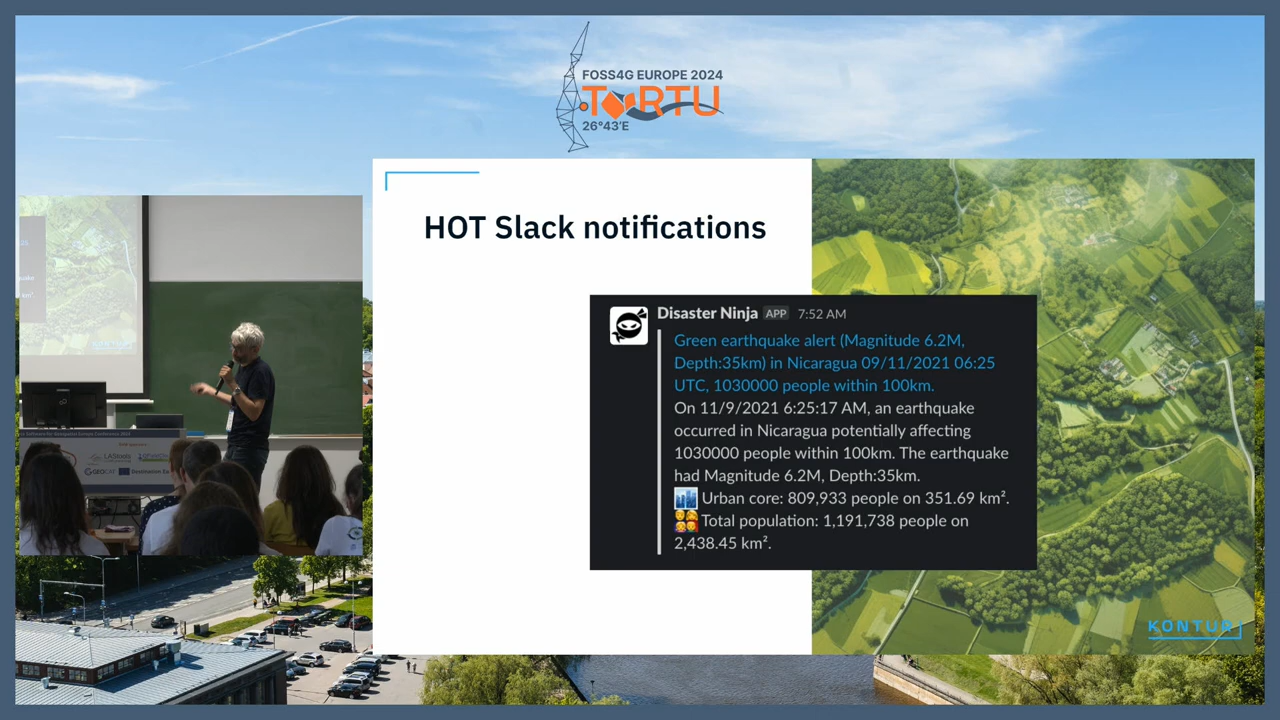 FOSS4G EUROPE 2024
TARTU
26°43'E
HOT Slack notifications
Disaster Ninja APP 7:52 AM
Green earthquake alert (Magnitude 6.2M,
Depth:35km) in Nicaragua 09/11/2021 06:25
UTC, 1030000 people within 100km.
On 11/9/2021 6:25:17 AM, an earthquake
occurred in Nicaragua potentially affecting
1030000 people within 100km. The earthquake
had Magnitude 6.2M, Depth:35km.
Urban core: 809,933 people on 351.69 km².
Total population: 1,191,738 people on
2,438.45 km².
KONTUR
LAStools
GEOCAT